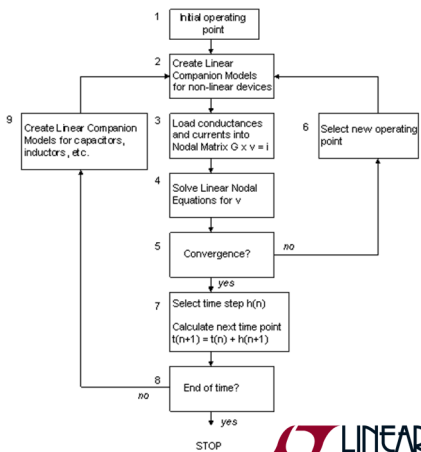 1
Initial operating
point
2
Create Linear
Companion Models
for non-linear devices
9
Create Linear Companion
Models for capacitors,
inductors, etc.
3
Load conductances
and currents into
Nodal Matrix G x v = i
6
Select new operating
point
4
Solve Linear Nodal
Equations for v
5
Convergence?
no
yes
7
Select time step h(n)
Calculate next time point
t(n+1) = t(n) + h(n+1)
8
End of time?
no
yes
STOP
LINEAR